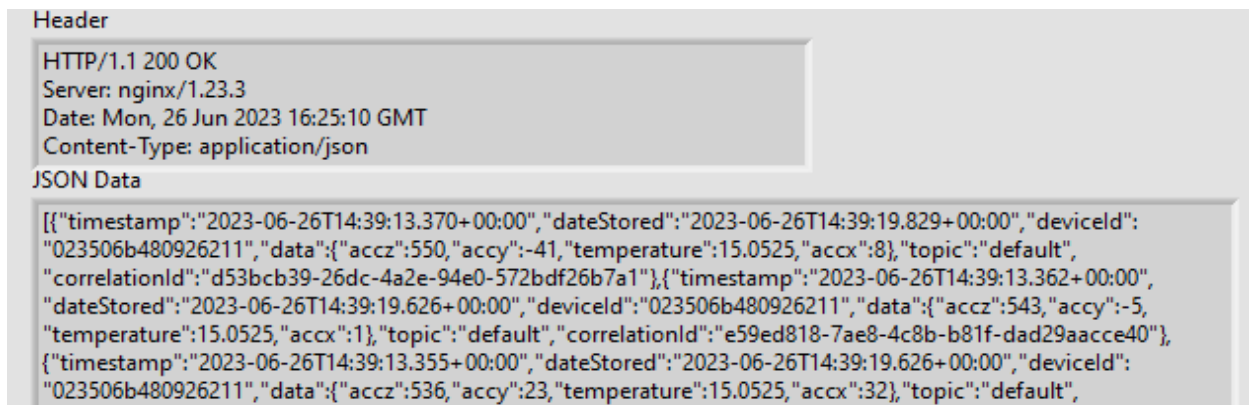 Header
HTTP/1.1 200 OK
Server: nginx/1.23.3
Date: Mon, 26 Jun 2023 16:25:10 GMT
Content-Type: application/json
JSON Data
[{"timestamp":"2023-06-26T14:39:13.370+00:00","dateStored":"2023-06-26T14:39:19.829+00:00","deviceId":
"023506b480926211","data":{"accz":550,"accy":-41,"temperature":15.0525,"accx":8},"topic":"default",
"correlationId":"d53bcb39-26dc-4a2e-94e0-572bdf26b7a1"},{"timestamp":"2023-06-26T14:39:13.362+00:00",
"dateStored":"2023-06-26T14:39:19.626+00:00","deviceId":"023506b480926211","data":{"accz":543,"accy":-5,
"temperature":15.0525,"accx":1},"topic":"default","correlationId":"e59ed818-7ae8-4c8b-b81f-dad29aacce40"},
{"timestamp":"2023-06-26T14:39:13.355+00:00","dateStored":"2023-06-26T14:39:19.626+00:00","deviceId":
"023506b480926211","data":{"accz":536,"accy":23,"temperature":15.0525,"accx":32},"topic":"default",